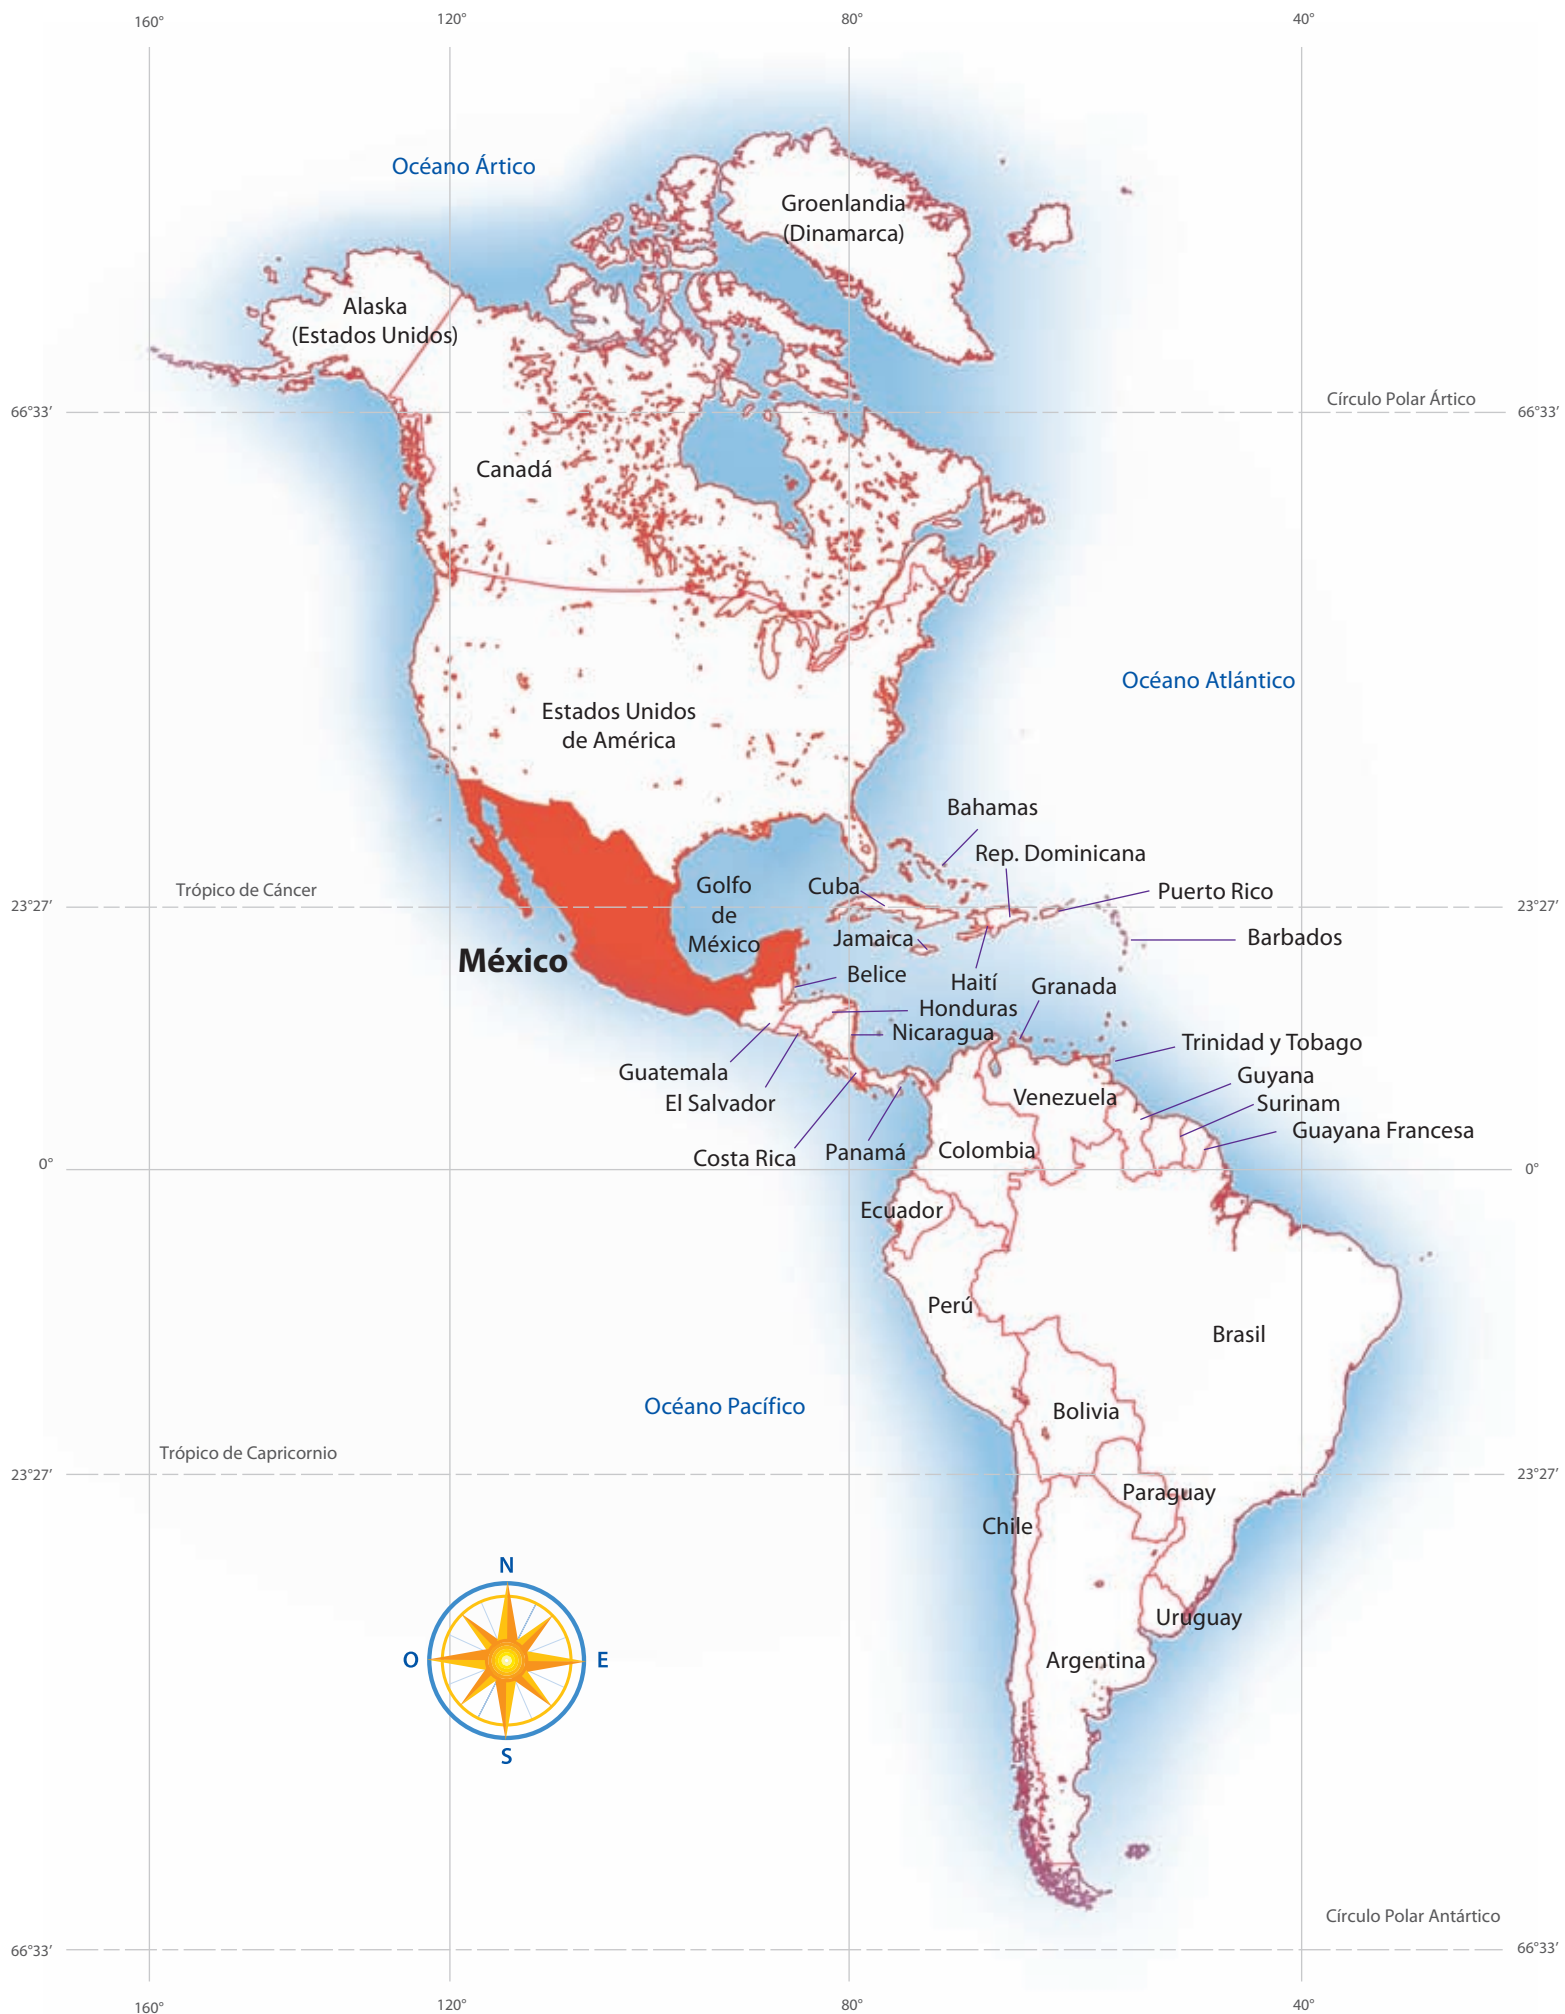 160°
120°
80°
40°
Océano Ártico
Groenlandia
(Dinamarca)
Alaska
(Estados Unidos)
Círculo Polar Ártico
66°33’
66°33’
Canadá
Océano Atlántico
Estados Unidos
de América
Bahamas
Rep. Dominicana
Trópico de Cáncer
Golfo
de
México
Cuba
Puerto Rico
23°27’
23°27’
México
Jamaica
Barbados
Belice
Haití
Granada
Honduras
Nicaragua
Guatemala
Trinidad y Tobago
El Salvador
Venezuela
Guyana
Surinam
Guayana Francesa
Costa Rica
Panamá
Colombia
0°
0°
Ecuador
Perú
Brasil
Océano Pacífico
Bolivia
Trópico de Capricornio
23°27’
23°27’
Paraguay
Chile
N
O
E
S
Uruguay
Argentina
Círculo Polar Antártico
66°33’
66°33’
160°
120°
80°
40°